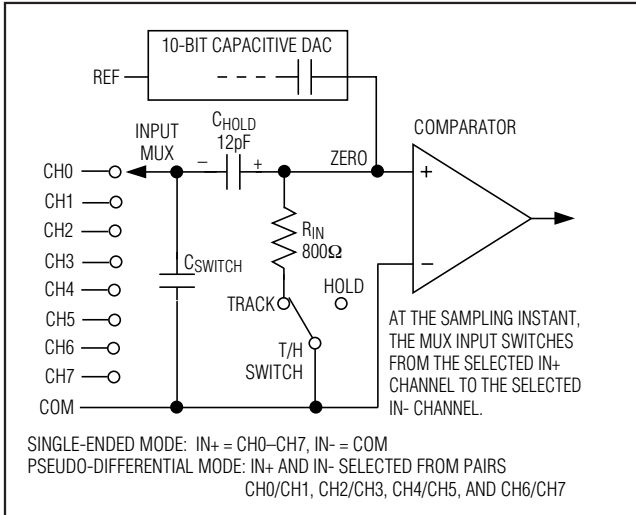 10-BIT CAPACITIVE DAC
REF
INPUT
MUX
CHOLD
12pF
– +
ZERO
COMPARATOR
+
–
CH0
CH1
CH2
CH3
CH4
CH5
CH6
CH7
COM
CSWITCH
RIN
800Ω
TRACK
HOLD
T/H
SWITCH
AT THE SAMPLING INSTANT,
THE MUX INPUT SWITCHES
FROM THE SELECTED IN+
CHANNEL TO THE SELECTED
IN- CHANNEL.
SINGLE-ENDED MODE: IN+ = CH0–CH7, IN- = COM
PSEUDO-DIFFERENTIAL MODE: IN+ AND IN- SELECTED FROM PAIRS
CH0/CH1, CH2/CH3, CH4/CH5, AND CH6/CH7